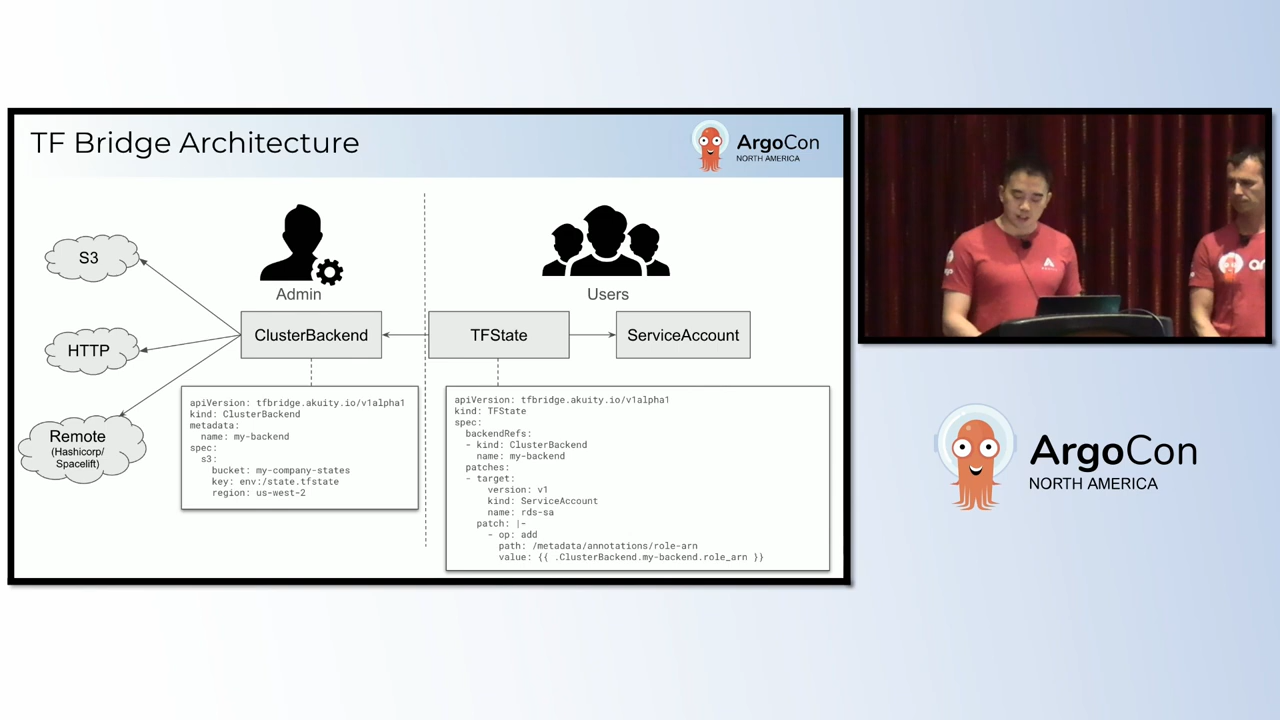 TF Bridge Architecture
ArgoCon
NORTH AMERICA
S3
HTTP
Remote
(Hashicorp/
Spacelift)
Admin
Users
ClusterBackend
TFState
ServiceAccount
apiVersion: tfbridge.akuity.io/v1alpha1
kind: ClusterBackend
metadata:
  name: my-backend
spec:
  s3:
    bucket: my-company-states
    key: env:/state.tfstate
    region: us-west-2
apiVersion: tfbridge.akuity.io/v1alpha1
kind: TFState
spec:
  backendRefs:
  - kind: ClusterBackend
    name: my-backend
  patches:
  - target:
      version: v1
      kind: ServiceAccount
      name: rds-sa
    patch: |-
      - op: add
        path: /metadata/annotations/role-arn
        value: {{ .ClusterBackend.my-backend.role_arn }}
ArgoCon
NORTH AMERICA